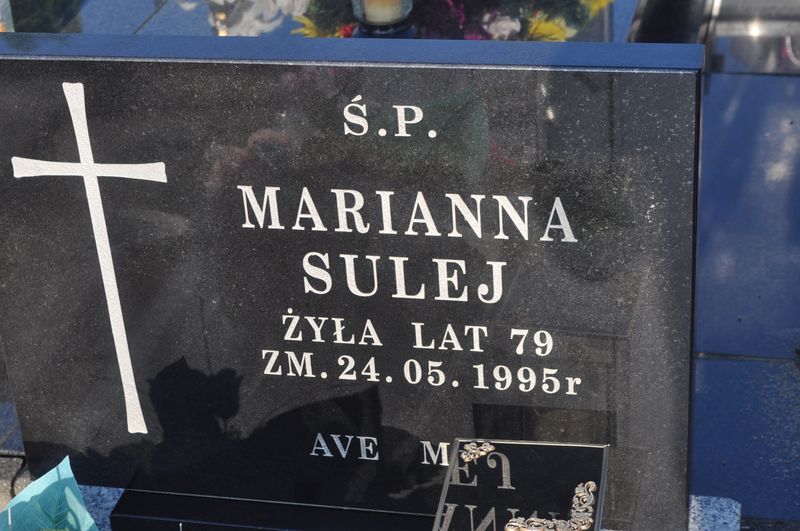 Ś.P.
MARIANNA
SULEJ
ŻYŁA LAT 79
ZM. 24.05.1995r
AVE